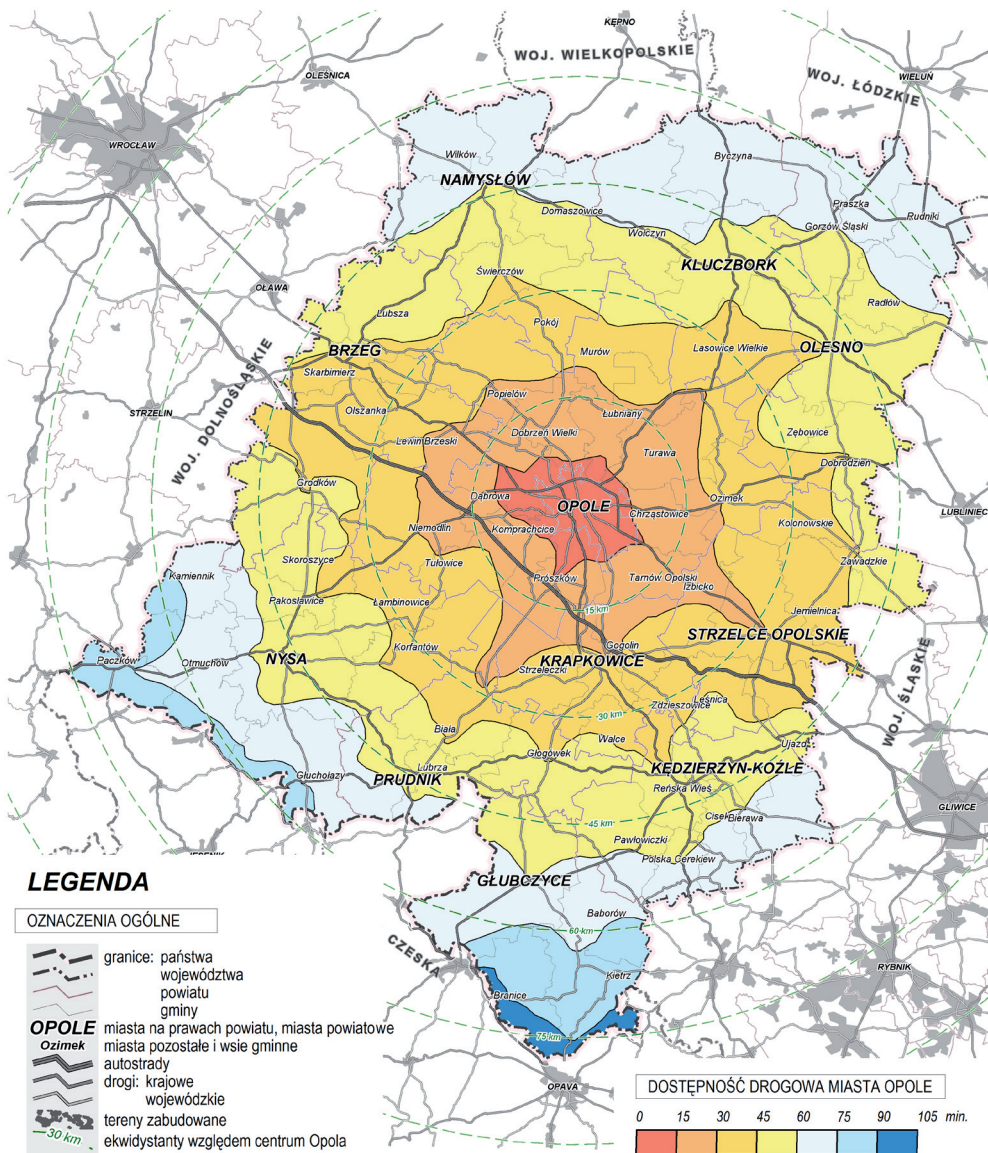 KĘPNO
WOJ. WIELKOPOLSKIE
OLEŚNICA
WIELUŃ
WOJ. ŁÓDZKIE
WROCŁAW
Wilków
Byczyna
NAMYSŁÓW
Praszka
Domaszowice
Rudniki
Wołczyn
Gorzów Śląski
KLUCZBORK
Świerczów
OŁAWA
Radłów
Lubsza
Pokój
BRZEG
Murów
Lasowice Wielkie
OLESNO
Skarbimierz
Popielów
STRZELIN
Olszanka
Łubniany
WOJ. DOLNOŚLĄSKIE
Dobrzeń Wielki
Zębowice
Lewin Brzeski
Turawa
Dobrodzień
Grodków
Dąbrowa
OPOLE
Ozimek
Chrząstowice
LUBLINIEC
Niemodlin
Komprachcice
Kolonowskie
Skoroszyce
Tułowice
Zawadzkie
Kamiennik
Prószków
Tarnów Opolski
Izbicko
Pakosławice
Łambinowice
15 km
Jemielnica
STRZELCE OPOLSKIE
Korfantów
Gogolin
Paczków
Otmuchów
NYSA
KRAPKOWICE
Strzeleczki
WOJ. ŚLĄSKIE
Leśnica
Zdzieszowice
30 km
Biała
Walce
Ujazd
Głogówek
Lubrza
KĘDZIERZYN-KOŹLE
Głuchołazy
PRUDNIK
Reńska Wieś
GLIWICE
Cisek
Bierawa
45 km
Pawłowiczki
JESENIK
Polska Cerekiew
GŁUBCZYCE
Baborów
60 km
CZESKA
Kietrz
RYBNIK
Branice
75 km
OPAVA
LEGENDA
OZNACZENIA OGÓLNE
granice: państwa
województwa
powiatu
gminy
OPOLE miasta na prawach powiatu, miasta powiatowe
Ozimek miasta pozostałe i wsie gminne
autostrady
drogi: krajowe
wojewódzkie
tereny zabudowane
30 km ekwidystanty względem centrum Opola
DOSTĘPNOŚĆ DROGOWA MIASTA OPOLE
0 15 30 45 60 75 90 105 min.